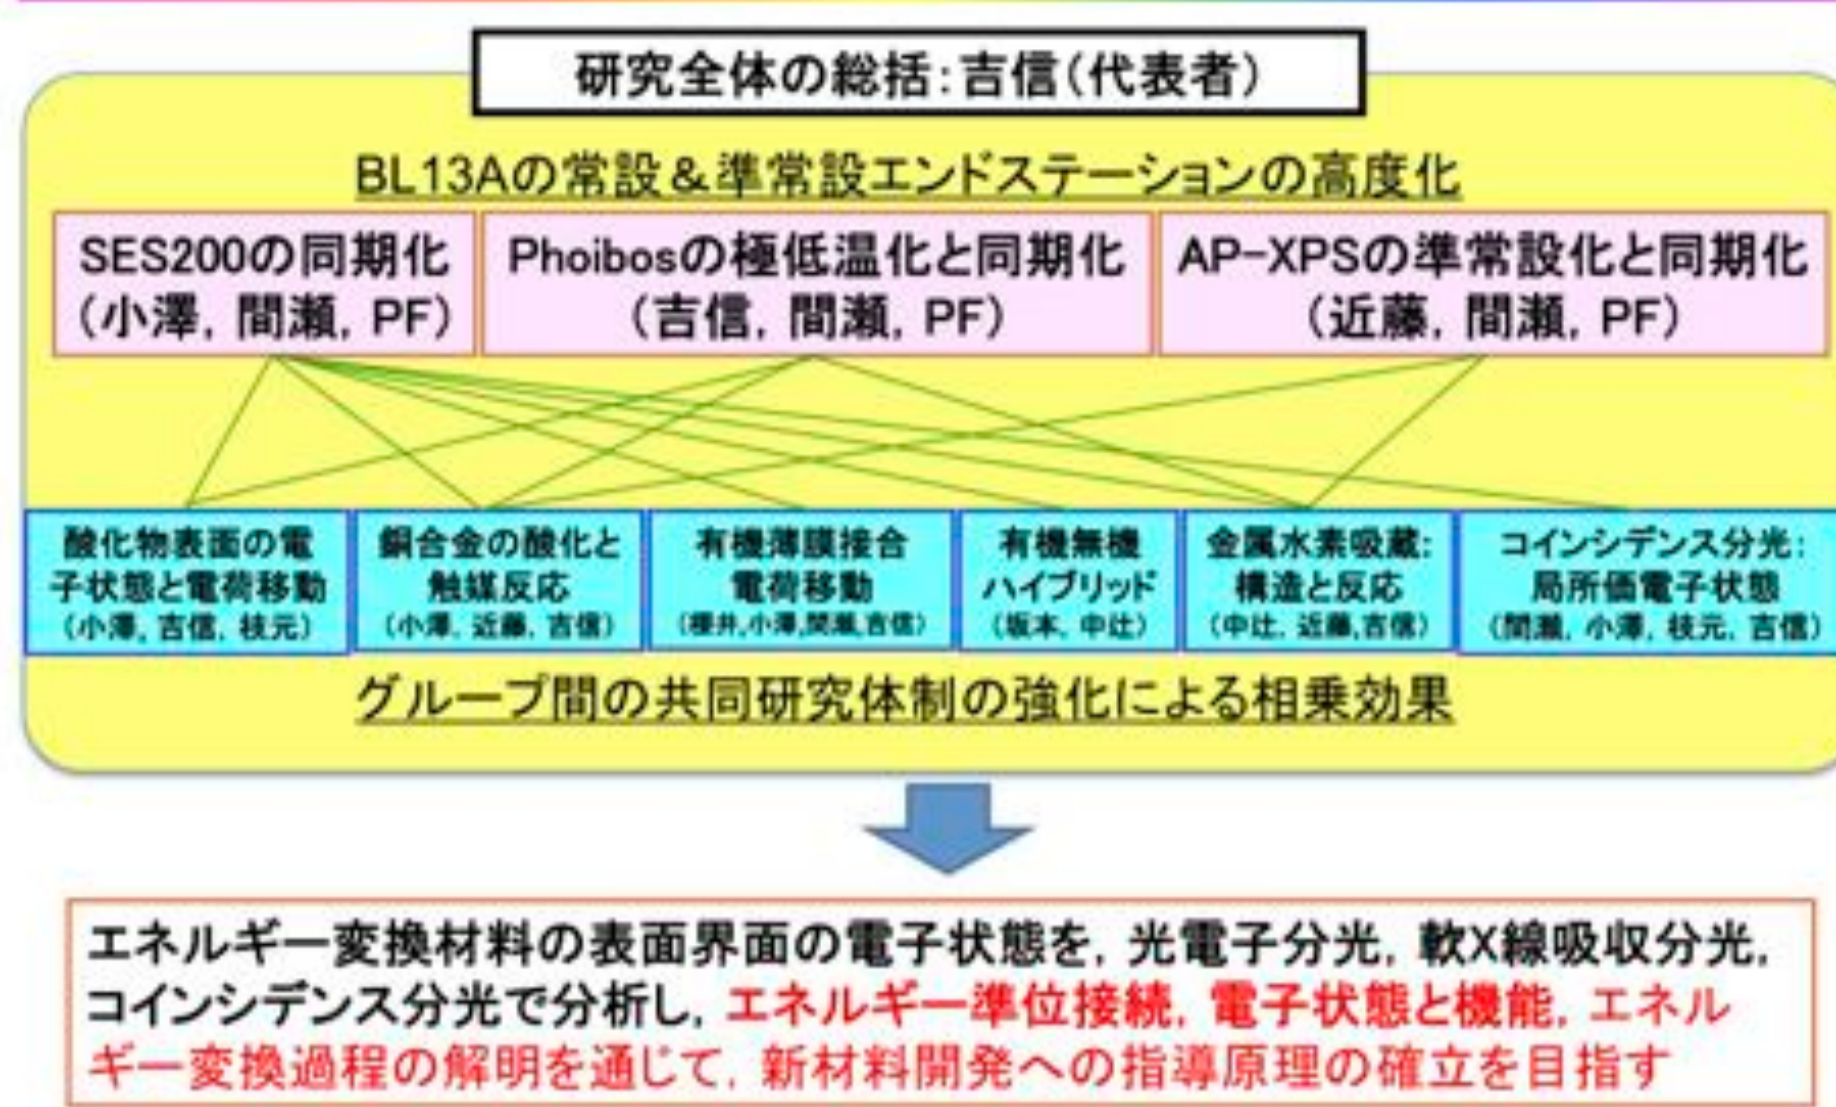 研究全体の総括：吉信（代表者）
BL13Aの常設＆準常設エンドステーションの高度化
SES200の同期化
（小澤，間瀬，PF）
Phoibosの極低温化と同期化
（吉信，間瀬，PF）
AP-XPSの準常設化と同期化
（近藤，間瀬，PF）
酸化物表面の電
子状態と電荷移動
（小澤，吉信，枝元）
銅合金の酸化と
触媒反応
（小澤，近藤，吉信）
有機薄膜接合
電荷移動
（櫻井,小澤,間瀬,吉信）
有機無機
ハイブリッド
（坂本，中辻）
金属水素吸蔵：
構造と反応
（中辻，近藤,吉信）
コインシデンス分光：
局所価電子状態
（間瀬，小澤，枝元，吉信）
グループ間の共同研究体制の強化による相乗効果
エネルギー変換材料の表面界面の電子状態を，光電子分光，軟X線吸収分光，
コインシデンス分光で分析し，エネルギー準位接続，電子状態と機能，エネル
ギー変換過程の解明を通じて，新材料開発への指導原理の確立を目指す